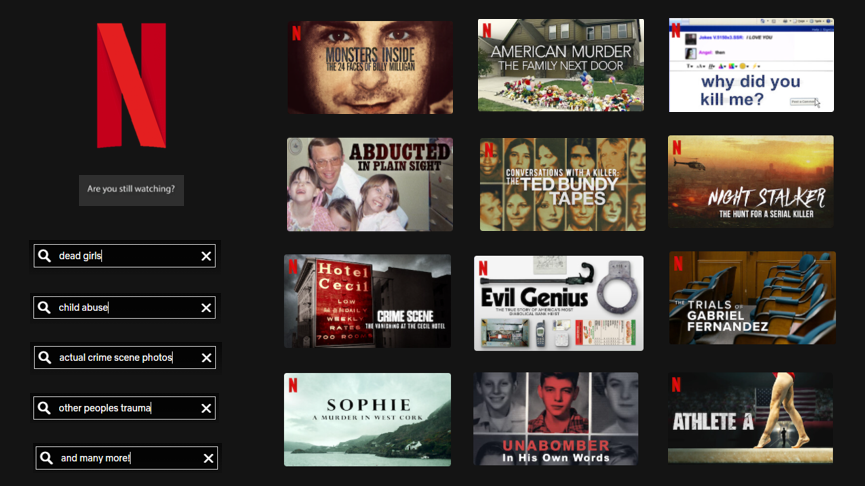 N
Are you still watching?
dead girls
child abuse
actual crime scene photos
other peoples trauma
and many more!
N
MONSTERS INSIDE
THE 24 FACES OF BILLY MILLIGAN
N
AMERICAN MURDER
THE FAMILY NEXT DOOR
N
I LOVE YOU
Angel: then
why did you
kill me?
ABDUCTED
IN PLAIN SIGHT
N
CONVERSATIONS WITH A KILLER:
THE TED BUNDY
TAPES
N
NIGHT STALKER
THE HUNT FOR A SERIAL KILLER
N
Hotel
Cecil
LOW
WEEKLY
RATES
700 ROOMS
CRIME SCENE
THE VANISHING AT THE CECIL HOTEL
N
Evil Genius
THE TRUE STORY OF AMERICA'S MOST
DIABOLICAL BANK HEIST
N
THE TRIALS OF
GABRIEL
FERNANDEZ
N
SOPHIE
A MURDER IN WEST CORK
N
UNABOMBER
In His Own Words
N
ATHLETE A